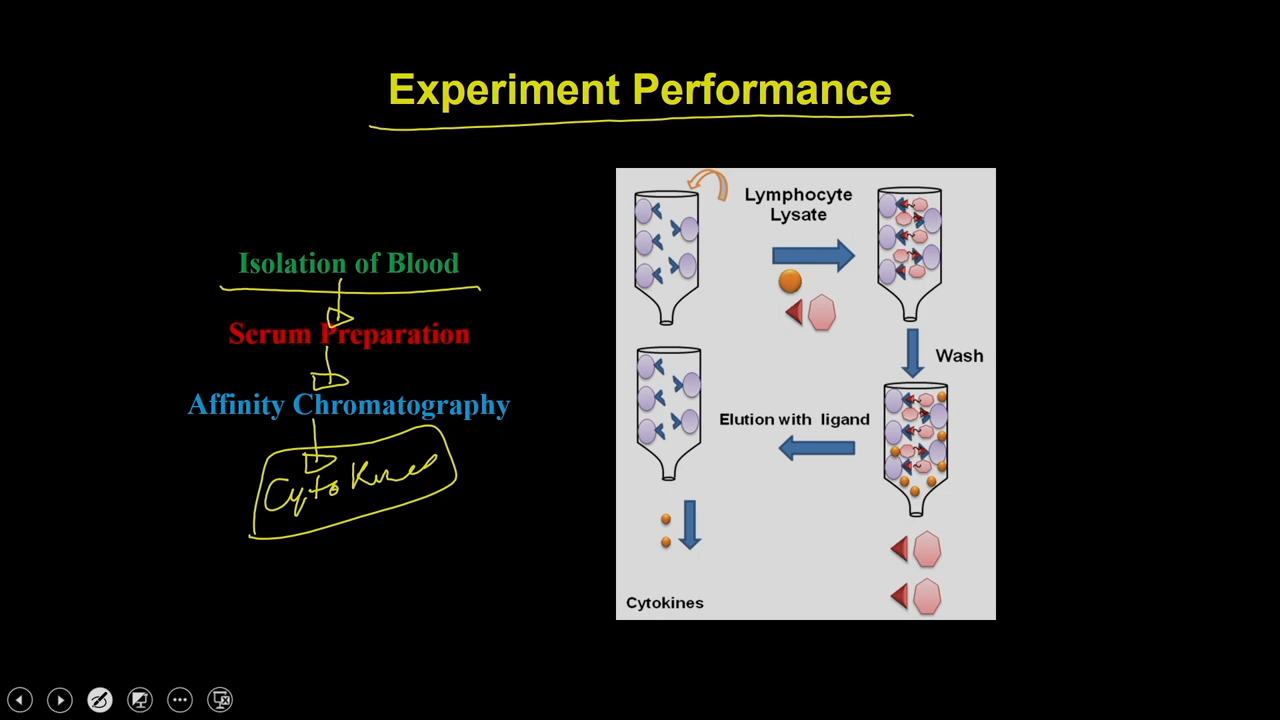 Experiment Performance
Isolation of Blood
Serum Preparation
Affinity Chromatography
Cytokines
Lymphocyte
Lysate
Wash
Elution with ligand
Cytokines